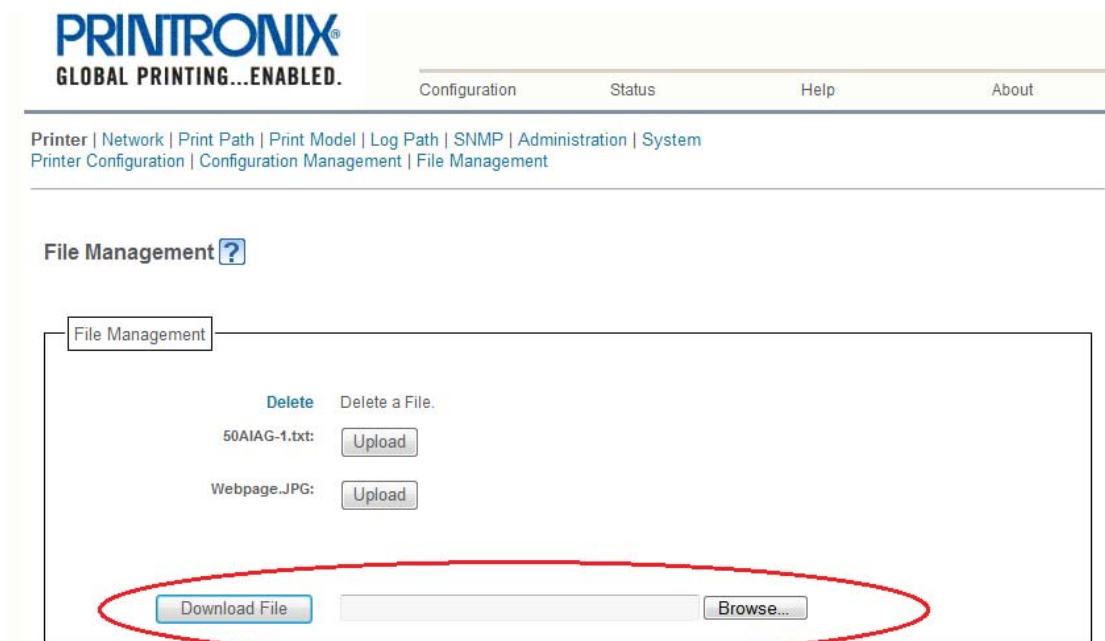 PRINTRONIX®
GLOBAL PRINTING...ENABLED.
Configuration Status Help About
Printer | Network | Print Path | Print Model | Log Path | SNMP | Administration | System
Printer Configuration | Configuration Management | File Management
File Management ?
File Management
Delete Delete a File.
50AIAG-1.txt: Upload
Webpage.JPG: Upload
Download File Browse...